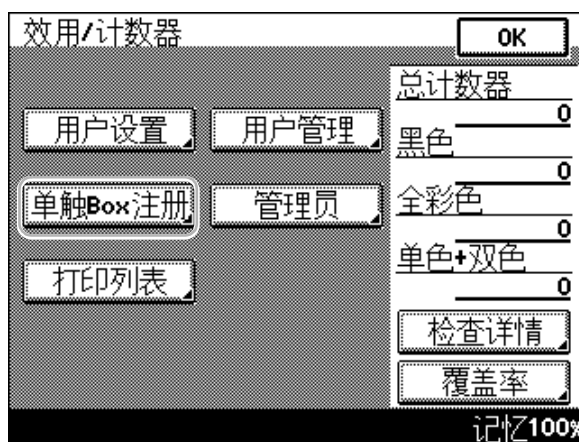 效用/计数器
OK
用户设置
用户管理
单触Box注册
管理员
打印列表
总计数器
0
黑色
0
全彩色
0
单色+双色
0
检查详情
覆盖率
记忆100%